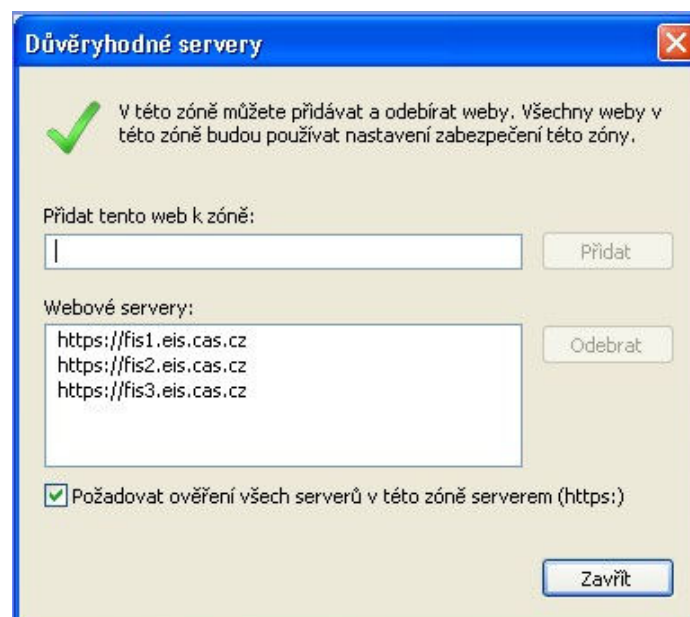 Důvěryhodné servery
V této zóně můžete přidávat a odebírat weby. Všechny weby v
této zóně budou používat nastavení zabezpečení této zóny.
Přidat tento web k zóně:
Přidat
Webové servery:
https://fis1.eis.cas.cz
https://fis2.eis.cas.cz
https://fis3.eis.cas.cz
Odebrat
Požadovat ověření všech serverů v této zóně serverem (https:)
Zavřít